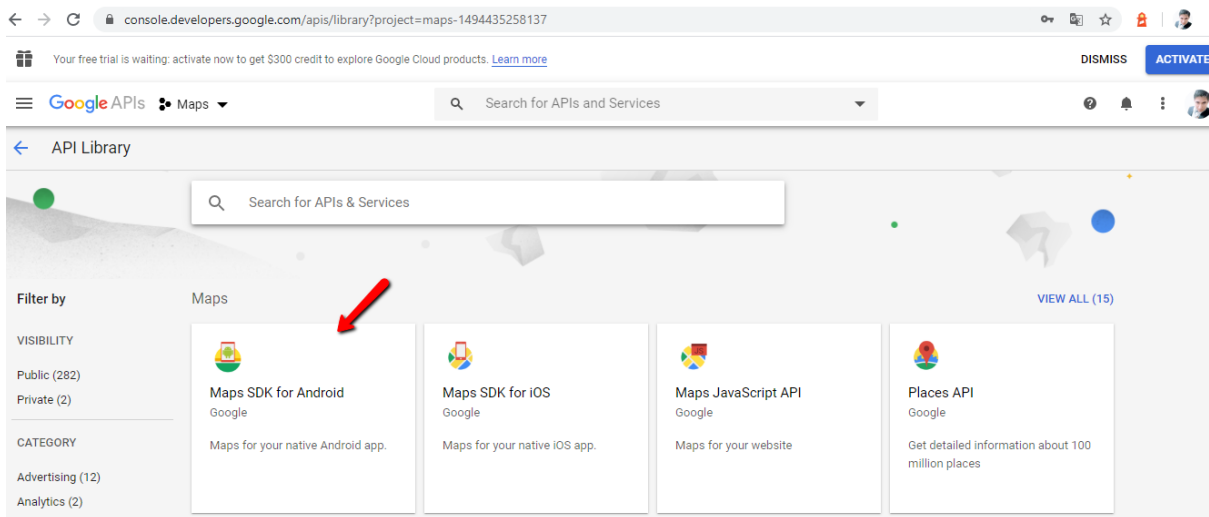 console.developers.google.com/apis/library?project=maps-1494435258137
Your free trial is waiting: activate now to get $300 credit to explore Google Cloud products. Learn more
DISMISS
ACTIVATE
Google APIs
Maps
Search for APIs and Services
API Library
Search for APIs & Services
Filter by
VISIBILITY
Public (282)
Private (2)
CATEGORY
Advertising (12)
Analytics (2)
Maps
VIEW ALL (15)
Maps SDK for Android
Google
Maps for your native Android app.
Maps SDK for iOS
Google
Maps for your native iOS app.
Maps JavaScript API
Google
Maps for your website
Places API
Google
Get detailed information about 100
million places